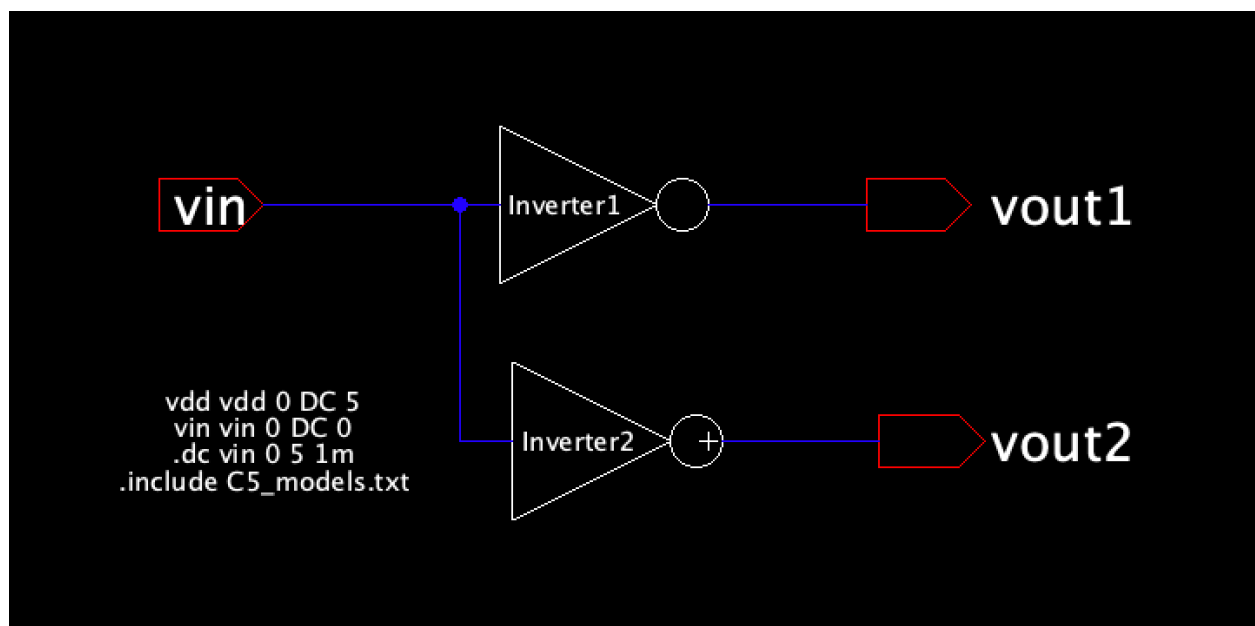 vin
Inverter1
vout1
Inverter2
vout2
vdd vdd 0 DC 5
vin vin 0 DC 0
.dc vin 0 5 1m
.include C5_models.txt